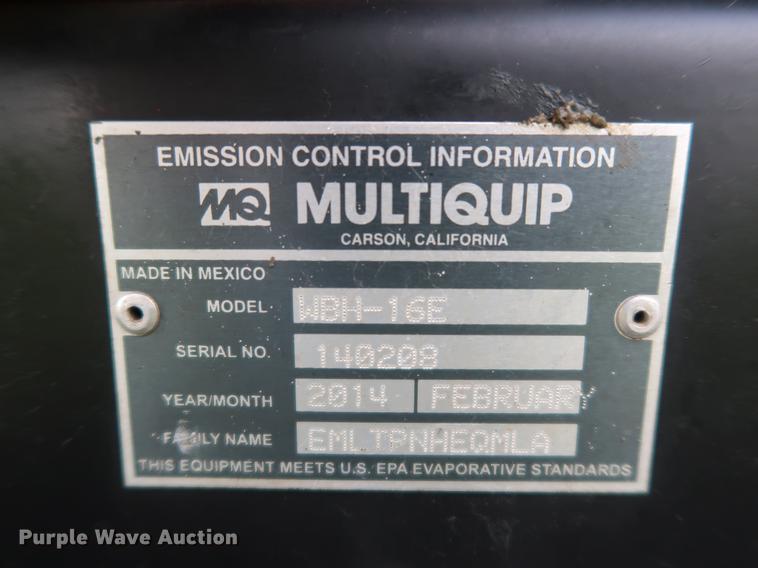 EMISSION CONTROL INFORMATION
MQ MULTIQUIP
CARSON, CALIFORNIA
MADE IN MEXICO
MODEL WBH-16E
SERIAL NO. 140208
YEAR/MONTH 2014 FEBRUARY
FAMILY NAME EMLTPNHEQMLA
THIS EQUIPMENT MEETS U.S. EPA EVAPORATIVE STANDARDS
Purple Wave Auction